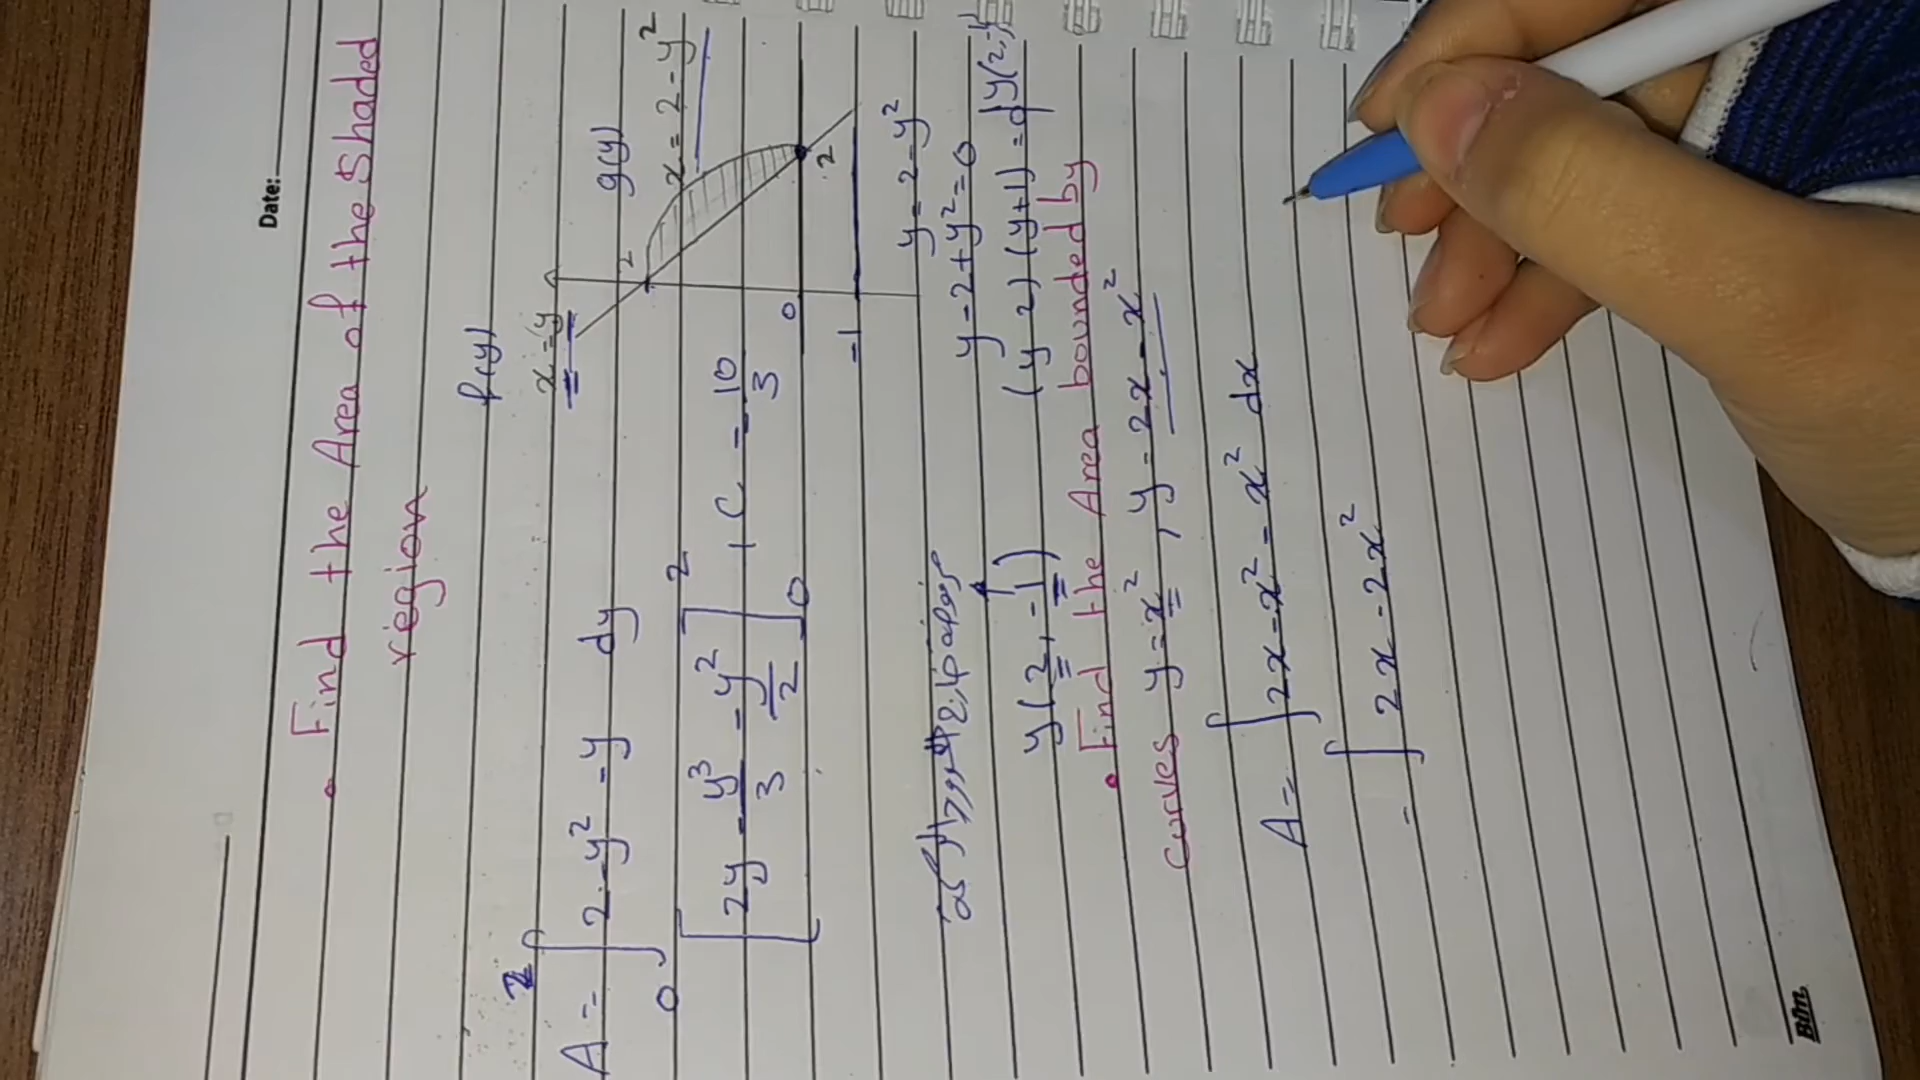 Date:
• Find the Area of the Shaded
region
f(y)
x = y
g(y)
x = 2 - y²
2
2
0
-1
A = ∫₀² 2 - y² - y dy
[2y - y³/3 - y²/2]₀² + C = 10/3
y = 2 - y²
y - 2 + y² = 0
(y 2) (y+1) = 0
y(2, -1)
• Find the Area bounded by
curves y = x² , y = 2x - x²
A = ∫ 2x - x² - x² dx
= ∫ 2x - 2x²